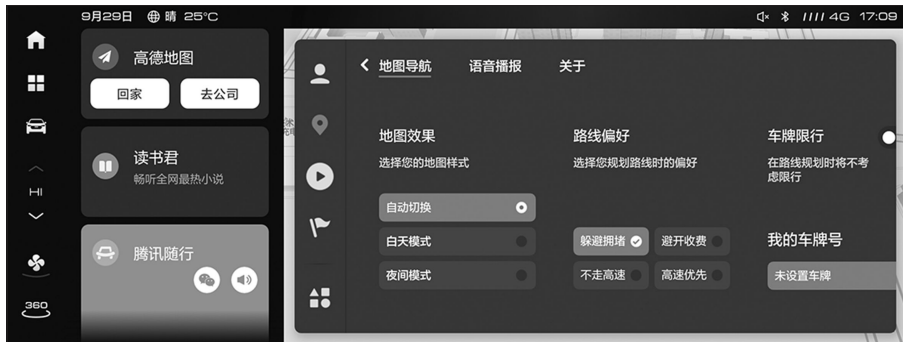 9月29日 晴 25°C
4G 17:09
高德地图
回家 去公司
读书君
畅听全网最热小说
腾讯随行
HI
360
地图导航 语音播报 关于
地图效果
选择您的地图样式
自动切换
白天模式
夜间模式
路线偏好
选择您规划路线时的偏好
躲避拥堵 避开收费
不走高速 高速优先
车牌限行
在路线规划时将不考
虑限行
我的车牌号
未设置车牌